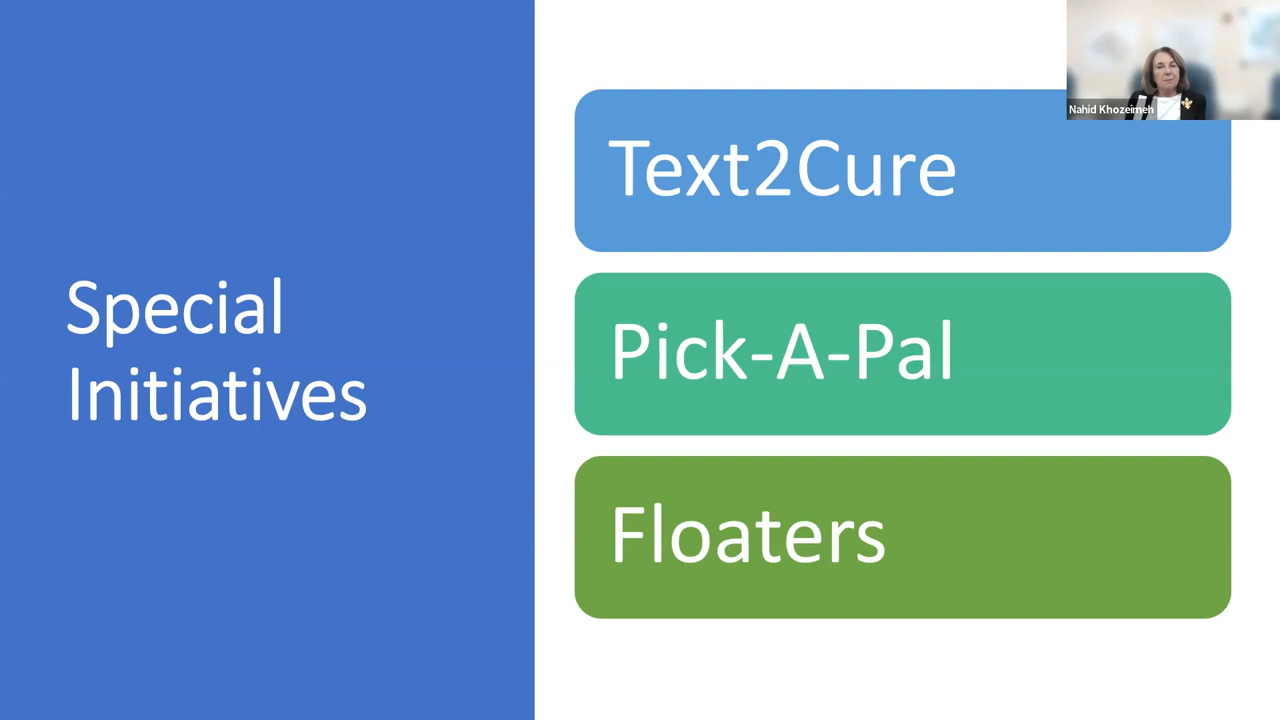 Special
Initiatives
Text2Cure
Pick-A-Pal
Floaters
Nahid Khozeimeh